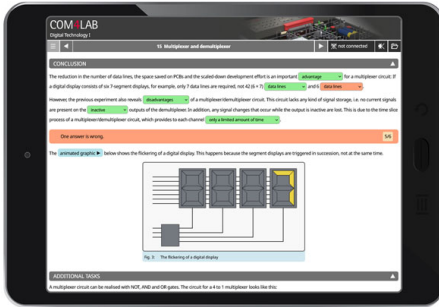 COM4LAB
Digital Technology I
15 Multiplexer and demultiplexer
not connected
CONCLUSION
The reduction in the number of data lines, the space saved on PCBs and the scaled-down development effort is an important advantage for a multiplexer circuit: If
a digital display consists of six 7-segment displays, for example, only 7 data lines are required, not 42 (6 × 7) data lines and 6 data lines .
However, the previous experiment also reveals disadvantages of a multiplexer/demultiplexer circuit. This circuit lacks any kind of signal storage, i.e. no current signals
are present on the inactive outputs of the demultiplexer. In addition, any signal changes that occur while the output is inactive are lost. This is due to the time slice
process of a multiplexer/demultiplexer circuit, which provides to each channel only a limited amount of time .
One answer is wrong.
5/6
The animated graphic ▶ below shows the flickering of a digital display. This happens because the segment displays are triggered in succession, not at the same time.
Fig. 3: The flickering of a digital display
ADDITIONAL TASKS
A multiplexer circuit can be realised with NOT, AND and OR gates. The circuit for a 4 to 1 multiplexer looks like this: